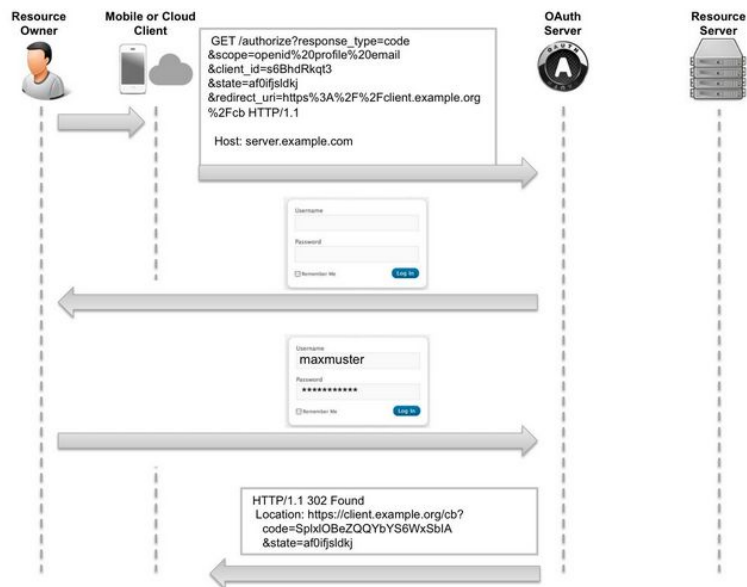 Resource
Owner
Mobile or Cloud
Client
OAuth
Server
Resource
Server
OAUTH
GET /authorize?response_type=code
&scope=openid%20profile%20email
&client_id=s6BhdRkqt3
&state=af0ifjsldkj
&redirect_uri=https%3A%2F%2Fclient.example.org
%2Fcb HTTP/1.1
Host: server.example.com
Username
Password
Remember Me
Log In
Username
maxmuster
Password
***********
Remember Me
Log In
HTTP/1.1 302 Found
Location: https://client.example.org/cb?
code=SplxlOBeZQQYbYS6WxSbIA
&state=af0ifjsldkj